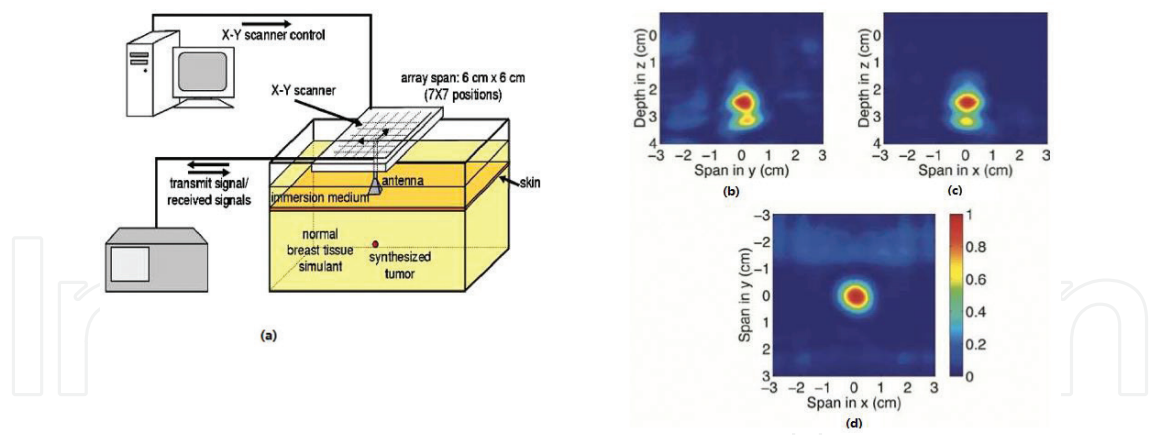 X-Y scanner control
array span: 6 cm x 6 cm
(7X7 positions)
X-Y scanner
transmit signal/
received signals
antenna
skin
immersion medium
normal
breast tissue
simulant
synthesized
tumor
(a)
Depth in z (cm)
0
1
2
3
4
−3 −2 −1 0 1 2 3
Span in y (cm)
(b)
Depth in z (cm)
0
1
2
3
4
−3 −2 −1 0 1 2 3
Span in x (cm)
(c)
Span in y (cm)
−3
−2
−1
0
1
2
3
−3 −2 −1 0 1 2 3
Span in x (cm)
1
0.8
0.6
0.4
0.2
0
(d)